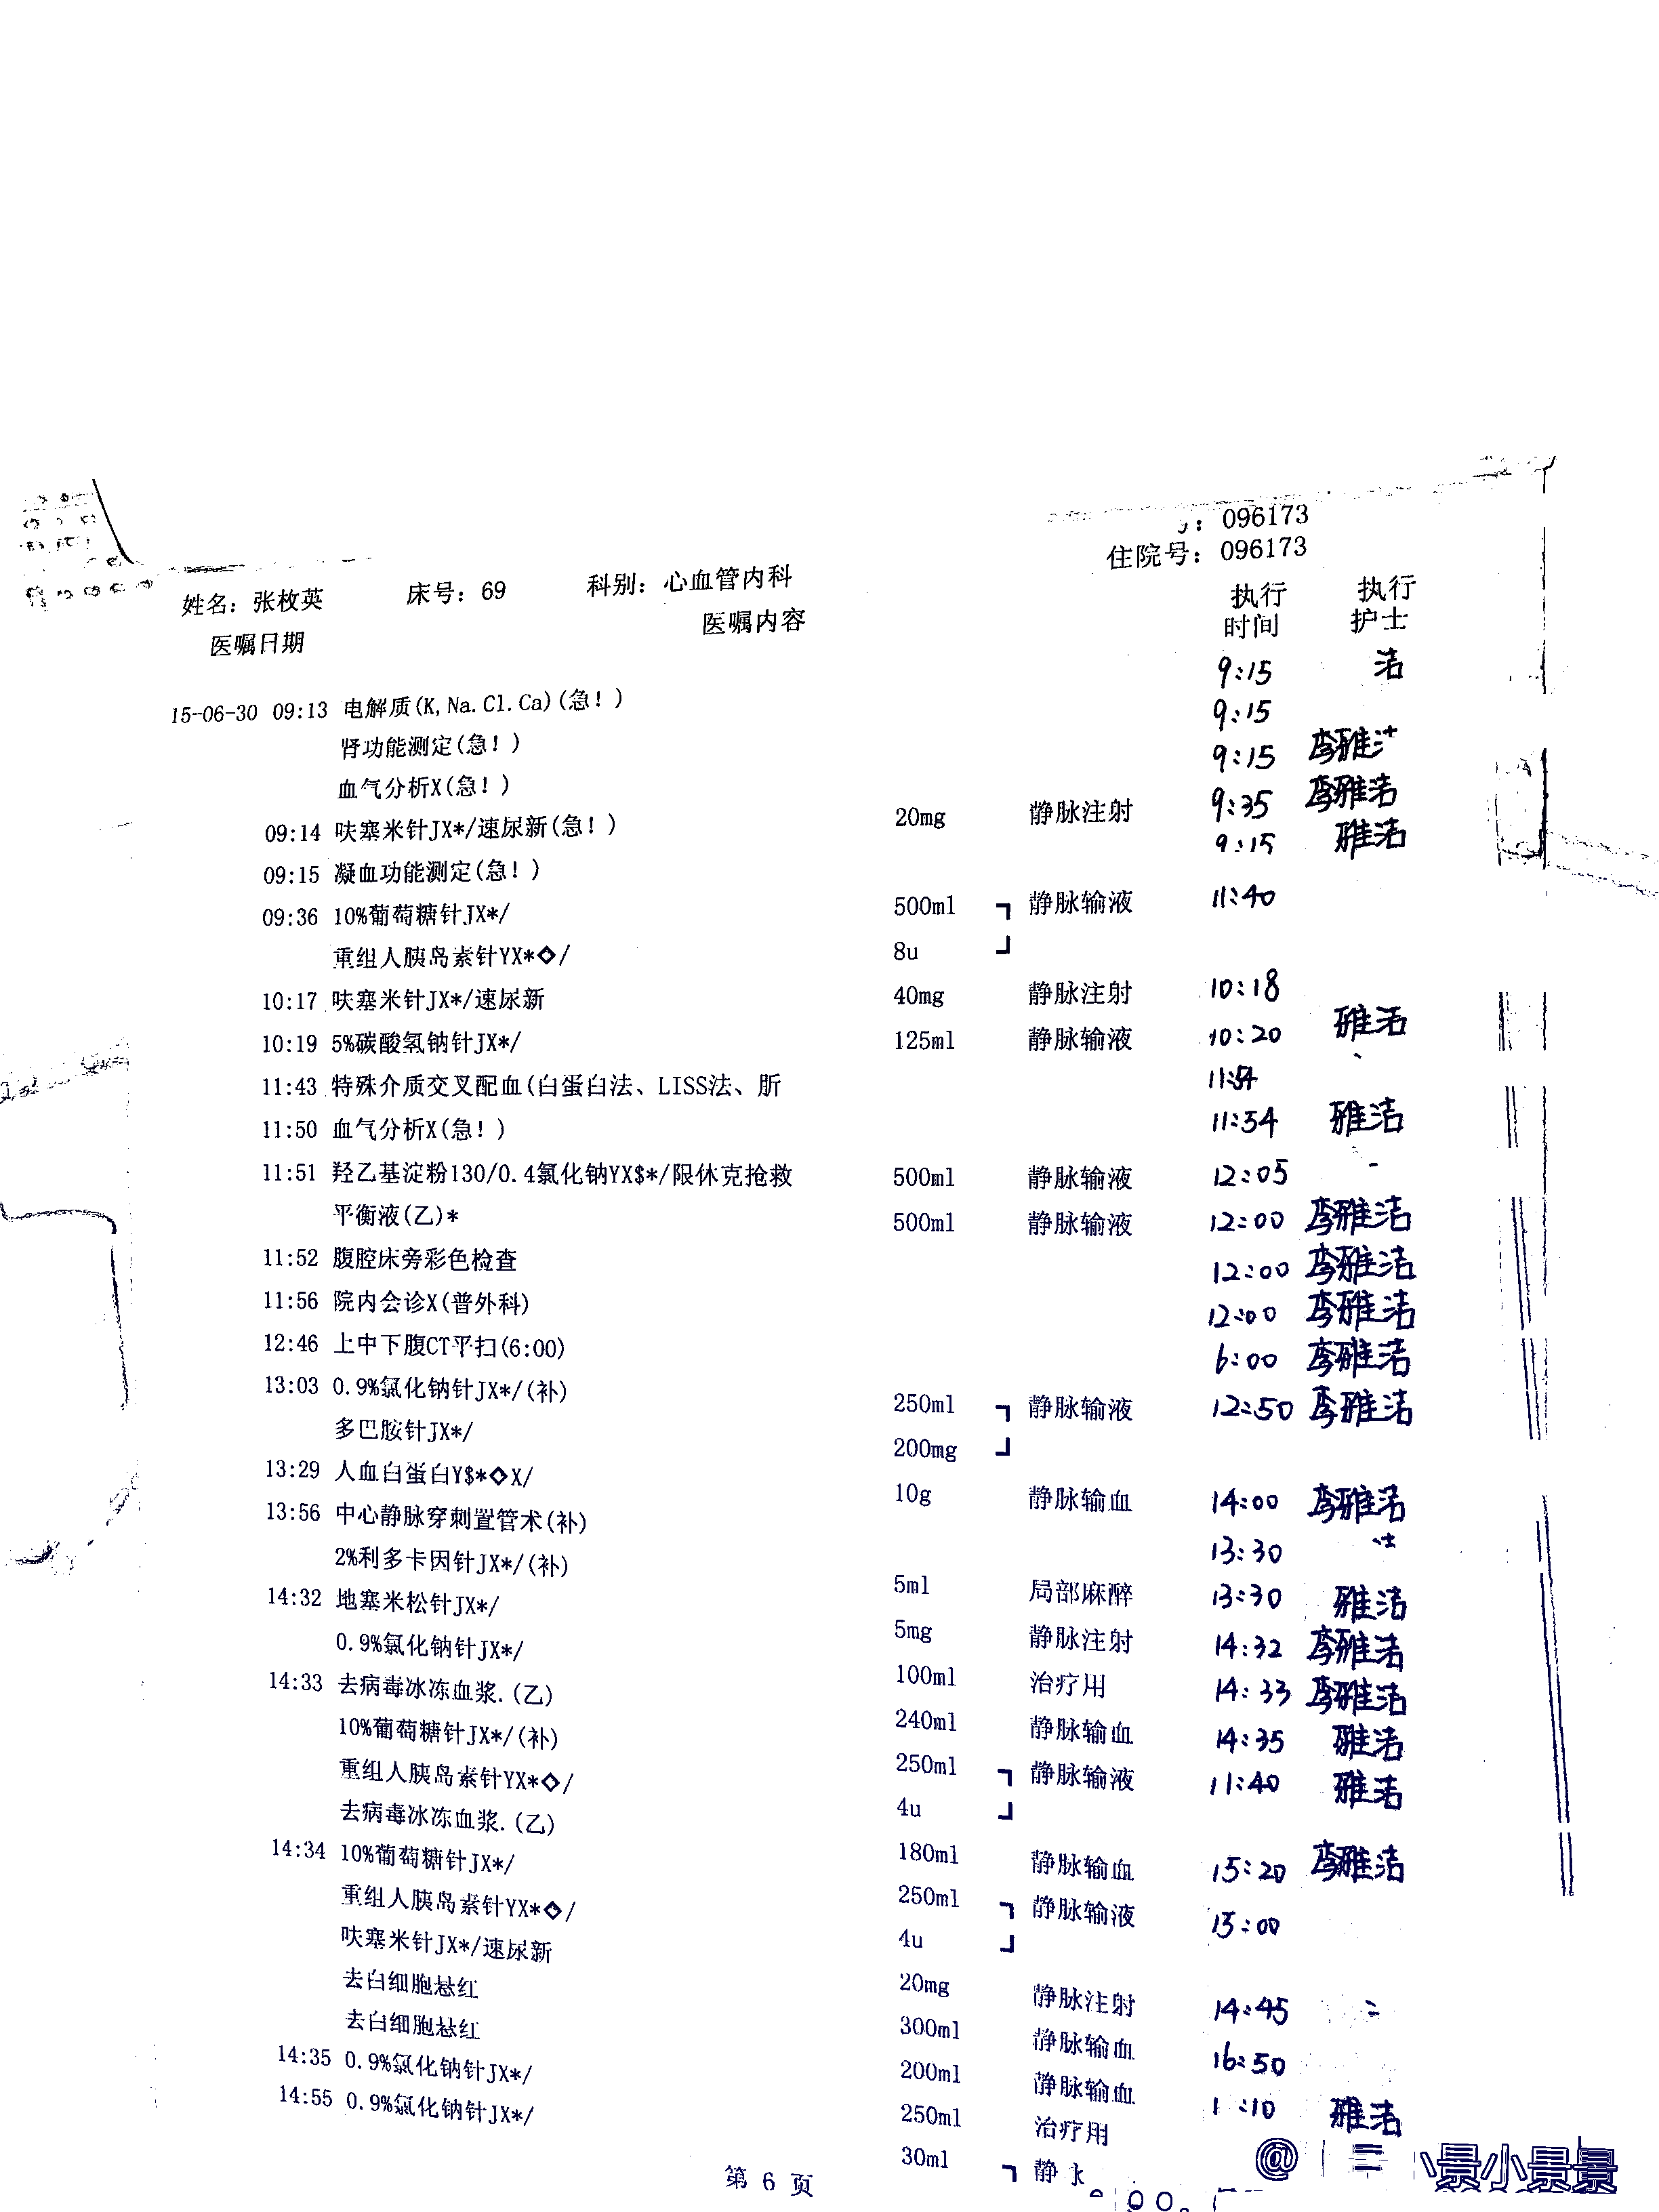 ：096173
住院号：096173
姓名：张枚英 床号：69 科别：心血管内科
医嘱日期 医嘱内容 执行时间 执行护士
15-06-30 09:13 电解质(K,Na.Cl.Ca)(急！) 9:15 洁
肾功能测定(急！) 9:15
血气分析X(急！) 9:15 李雅
09:14 呋塞米针JX*/速尿新(急！) 20mg 静脉注射 9:35 李雅洁
09:15 凝血功能测定(急！) 9:15 雅洁
09:36 10%葡萄糖针JX*/ 500ml ┐ 静脉输液 11:40
重组人胰岛素针YX*◇/ 8u ┘
10:17 呋塞米针JX*/速尿新 40mg 静脉注射 10:18
10:19 5%碳酸氢钠针JX*/ 125ml 静脉输液 10:20 雅洁
11:43 特殊介质交叉配血(白蛋白法、LISS法、 11:54
11:50 血气分析X(急！) 11:54 雅洁
11:51 羟乙基淀粉130/0.4氯化钠YX$*/限休克抢救 500ml 静脉输液 12:05
平衡液(乙)* 500ml 静脉输液 12:00 李雅洁
11:52 腹腔床旁彩色检查 12:00 李雅洁
11:56 院内会诊X(普外科) 12:00 李雅洁
12:46 上中下腹CT平扫(6:00) 6:00 李雅洁
13:03 0.9%氯化钠针JX*/(补) 250ml ┐ 静脉输液 12:50 李雅洁
多巴胺针JX*/ 200mg ┘
13:29 人血白蛋白Y$*◇X/ 10g 静脉输血 14:00 李雅洁
13:56 中心静脉穿刺置管术(补) 13:30
2%利多卡因针JX*/(补) 5ml 局部麻醉 13:30 雅洁
14:32 地塞米松针JX*/ 5mg 静脉注射 14:32 李雅洁
0.9%氯化钠针JX*/ 100ml 治疗用 14:33 李雅洁
14:33 去病毒冰冻血浆.(乙) 240ml 静脉输血 14:35 雅洁
10%葡萄糖针JX*/(补) 250ml ┐ 静脉输液 11:40 雅洁
重组人胰岛素针YX*◇/ 4u ┘
去病毒冰冻血浆.(乙) 180ml 静脉输血 15:20 李雅洁
14:34 10%葡萄糖针JX*/ 250ml ┐ 静脉输液 15:00
重组人胰岛素针YX*◇/ 4u ┘
呋塞米针JX*/速尿新 20mg 静脉注射 14:45
去白细胞悬红 300ml 静脉输血 16:50
去白细胞悬红 200ml 静脉输血 :10 雅洁
14:35 0.9%氯化钠针JX*/ 250ml 治疗用
14:55 0.9%氯化钠针JX*/ 30ml ┐ 静
第 6 页
@ 景小景景